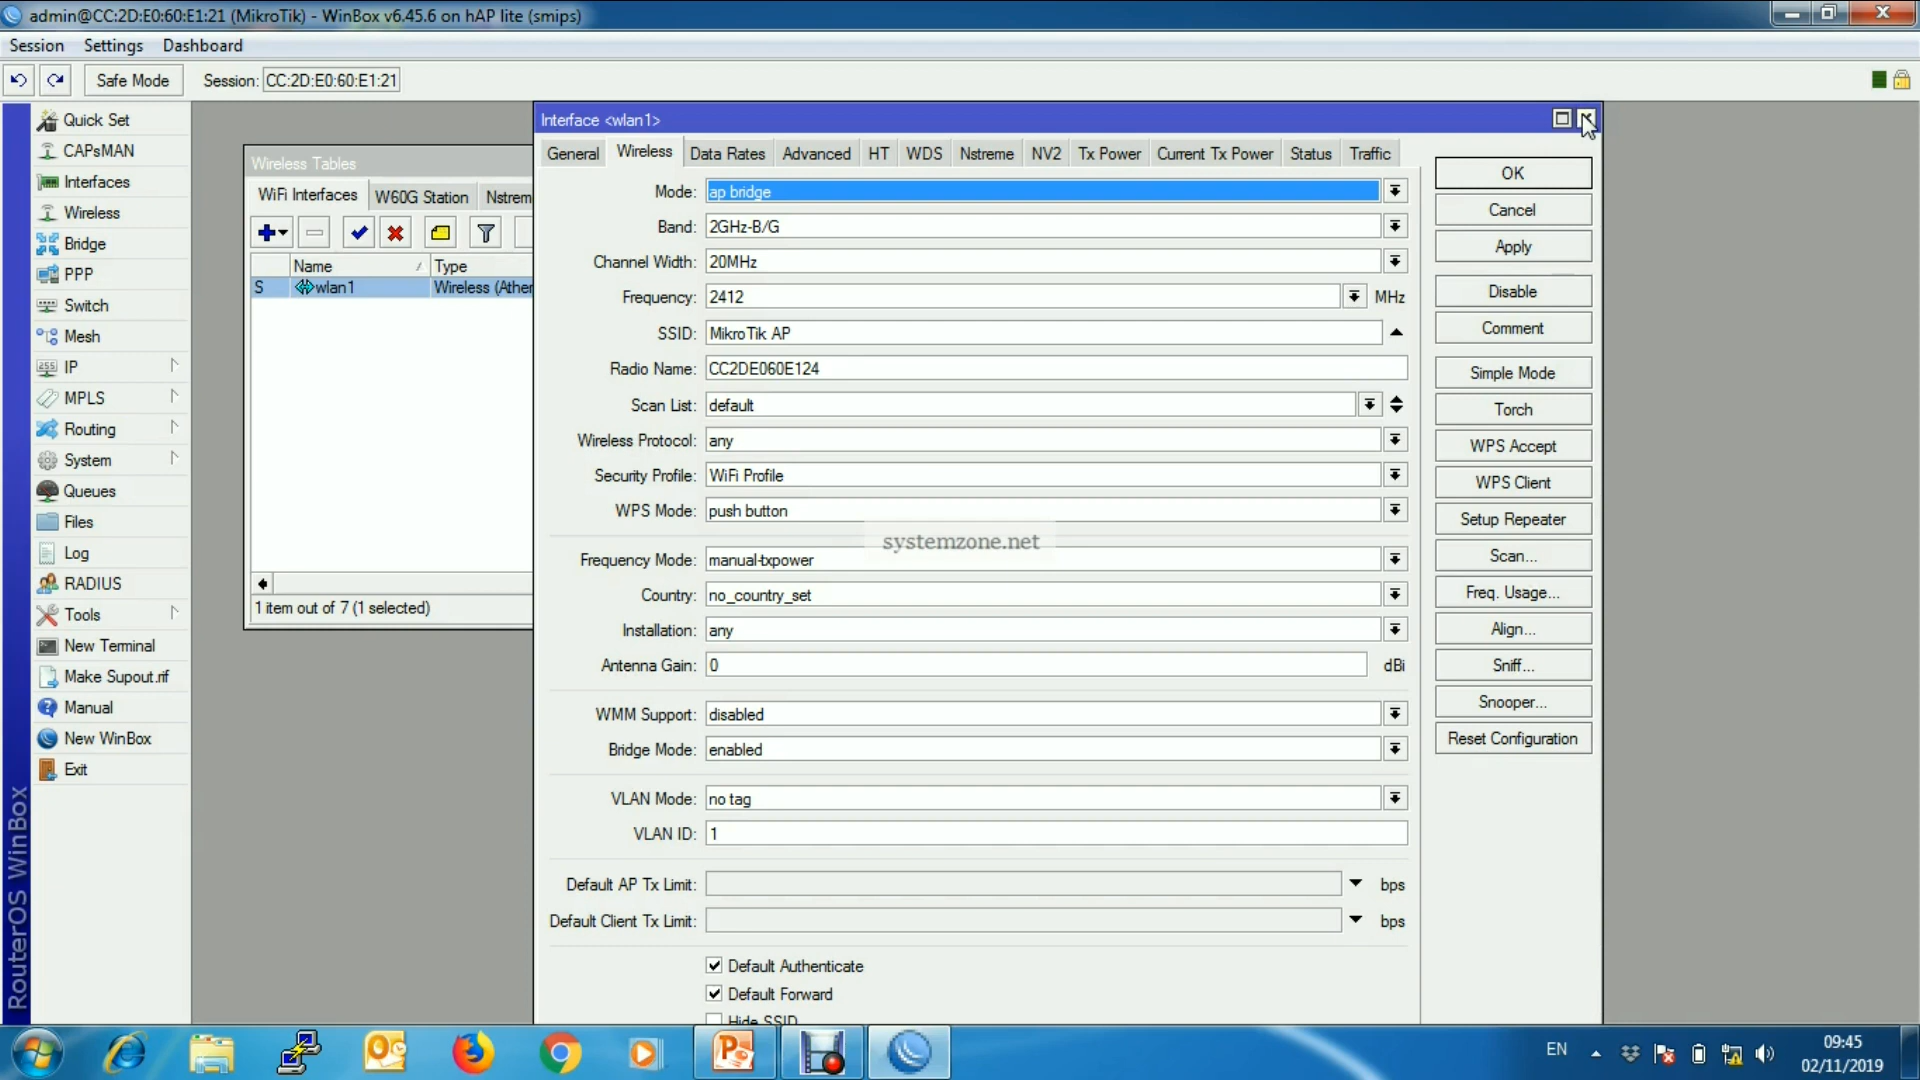 admin@CC:2D:E0:60:E1:21 (MikroTik) - WinBox v6.45.6 on hAP lite (smips)
Session Settings Dashboard
Safe Mode Session: CC:2D:E0:60:E1:21
Quick Set
CAPsMAN
Interfaces
Wireless
Bridge
PPP
Switch
Mesh
255 IP
MPLS
Routing
System
Queues
Files
Log
RADIUS
Tools
New Terminal
Make Supout.rif
Manual
New WinBox
Exit
RouterOS WinBox
Wireless Tables
WiFi Interfaces W60G Station Nstrem
Name Type
S wlan1 Wireless (Ather
1 item out of 7 (1 selected)
Interface <wlan1>
General Wireless Data Rates Advanced HT WDS Nstreme NV2 Tx Power Current Tx Power Status Traffic
Mode: ap bridge
Band: 2GHz-B/G
Channel Width: 20MHz
Frequency: 2412 MHz
SSID: MikroTik AP
Radio Name: CC2DE060E124
Scan List: default
Wireless Protocol: any
Security Profile: WiFi Profile
WPS Mode: push button
systemzone.net
Frequency Mode: manual-txpower
Country: no_country_set
Installation: any
Antenna Gain: 0 dBi
WMM Support: disabled
Bridge Mode: enabled
VLAN Mode: no tag
VLAN ID: 1
Default AP Tx Limit: bps
Default Client Tx Limit: bps
Default Authenticate
Default Forward
Hide SSID
OK
Cancel
Apply
Disable
Comment
Simple Mode
Torch
WPS Accept
WPS Client
Setup Repeater
Scan...
Freq. Usage...
Align...
Sniff...
Snooper...
Reset Configuration
EN
09:45
02/11/2019